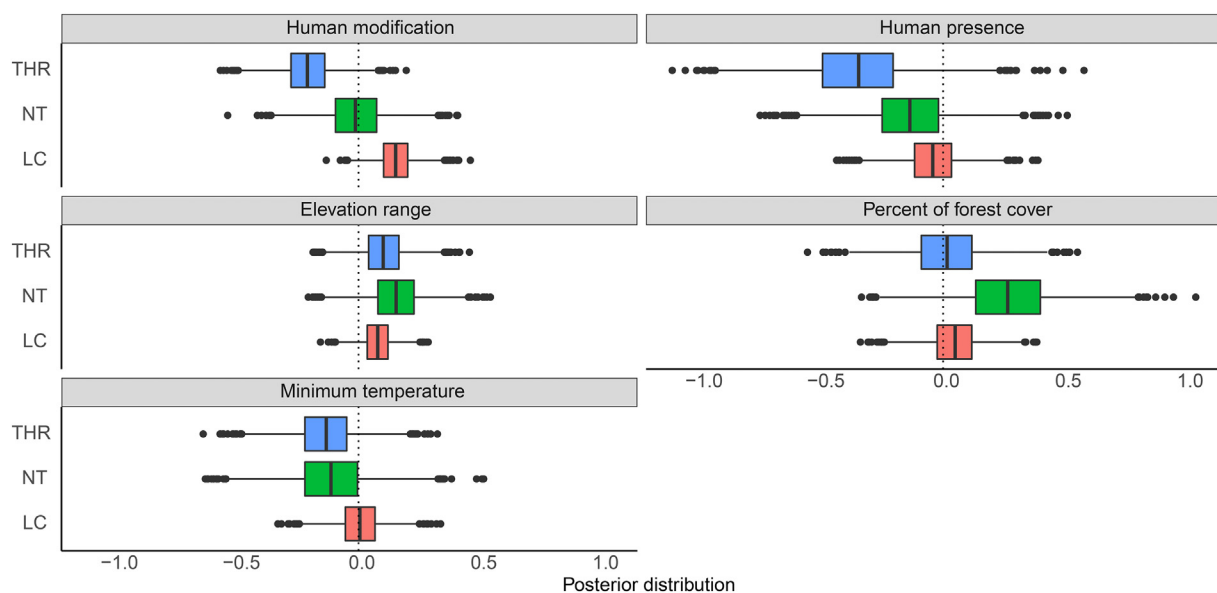 Human modification
Human presence
THR
NT
LC
Elevation range
Percent of forest cover
THR
NT
LC
−1.0 −0.5 0.0 0.5 1.0
Minimum temperature
THR
NT
LC
−1.0 −0.5 0.0 0.5 1.0
Posterior distribution